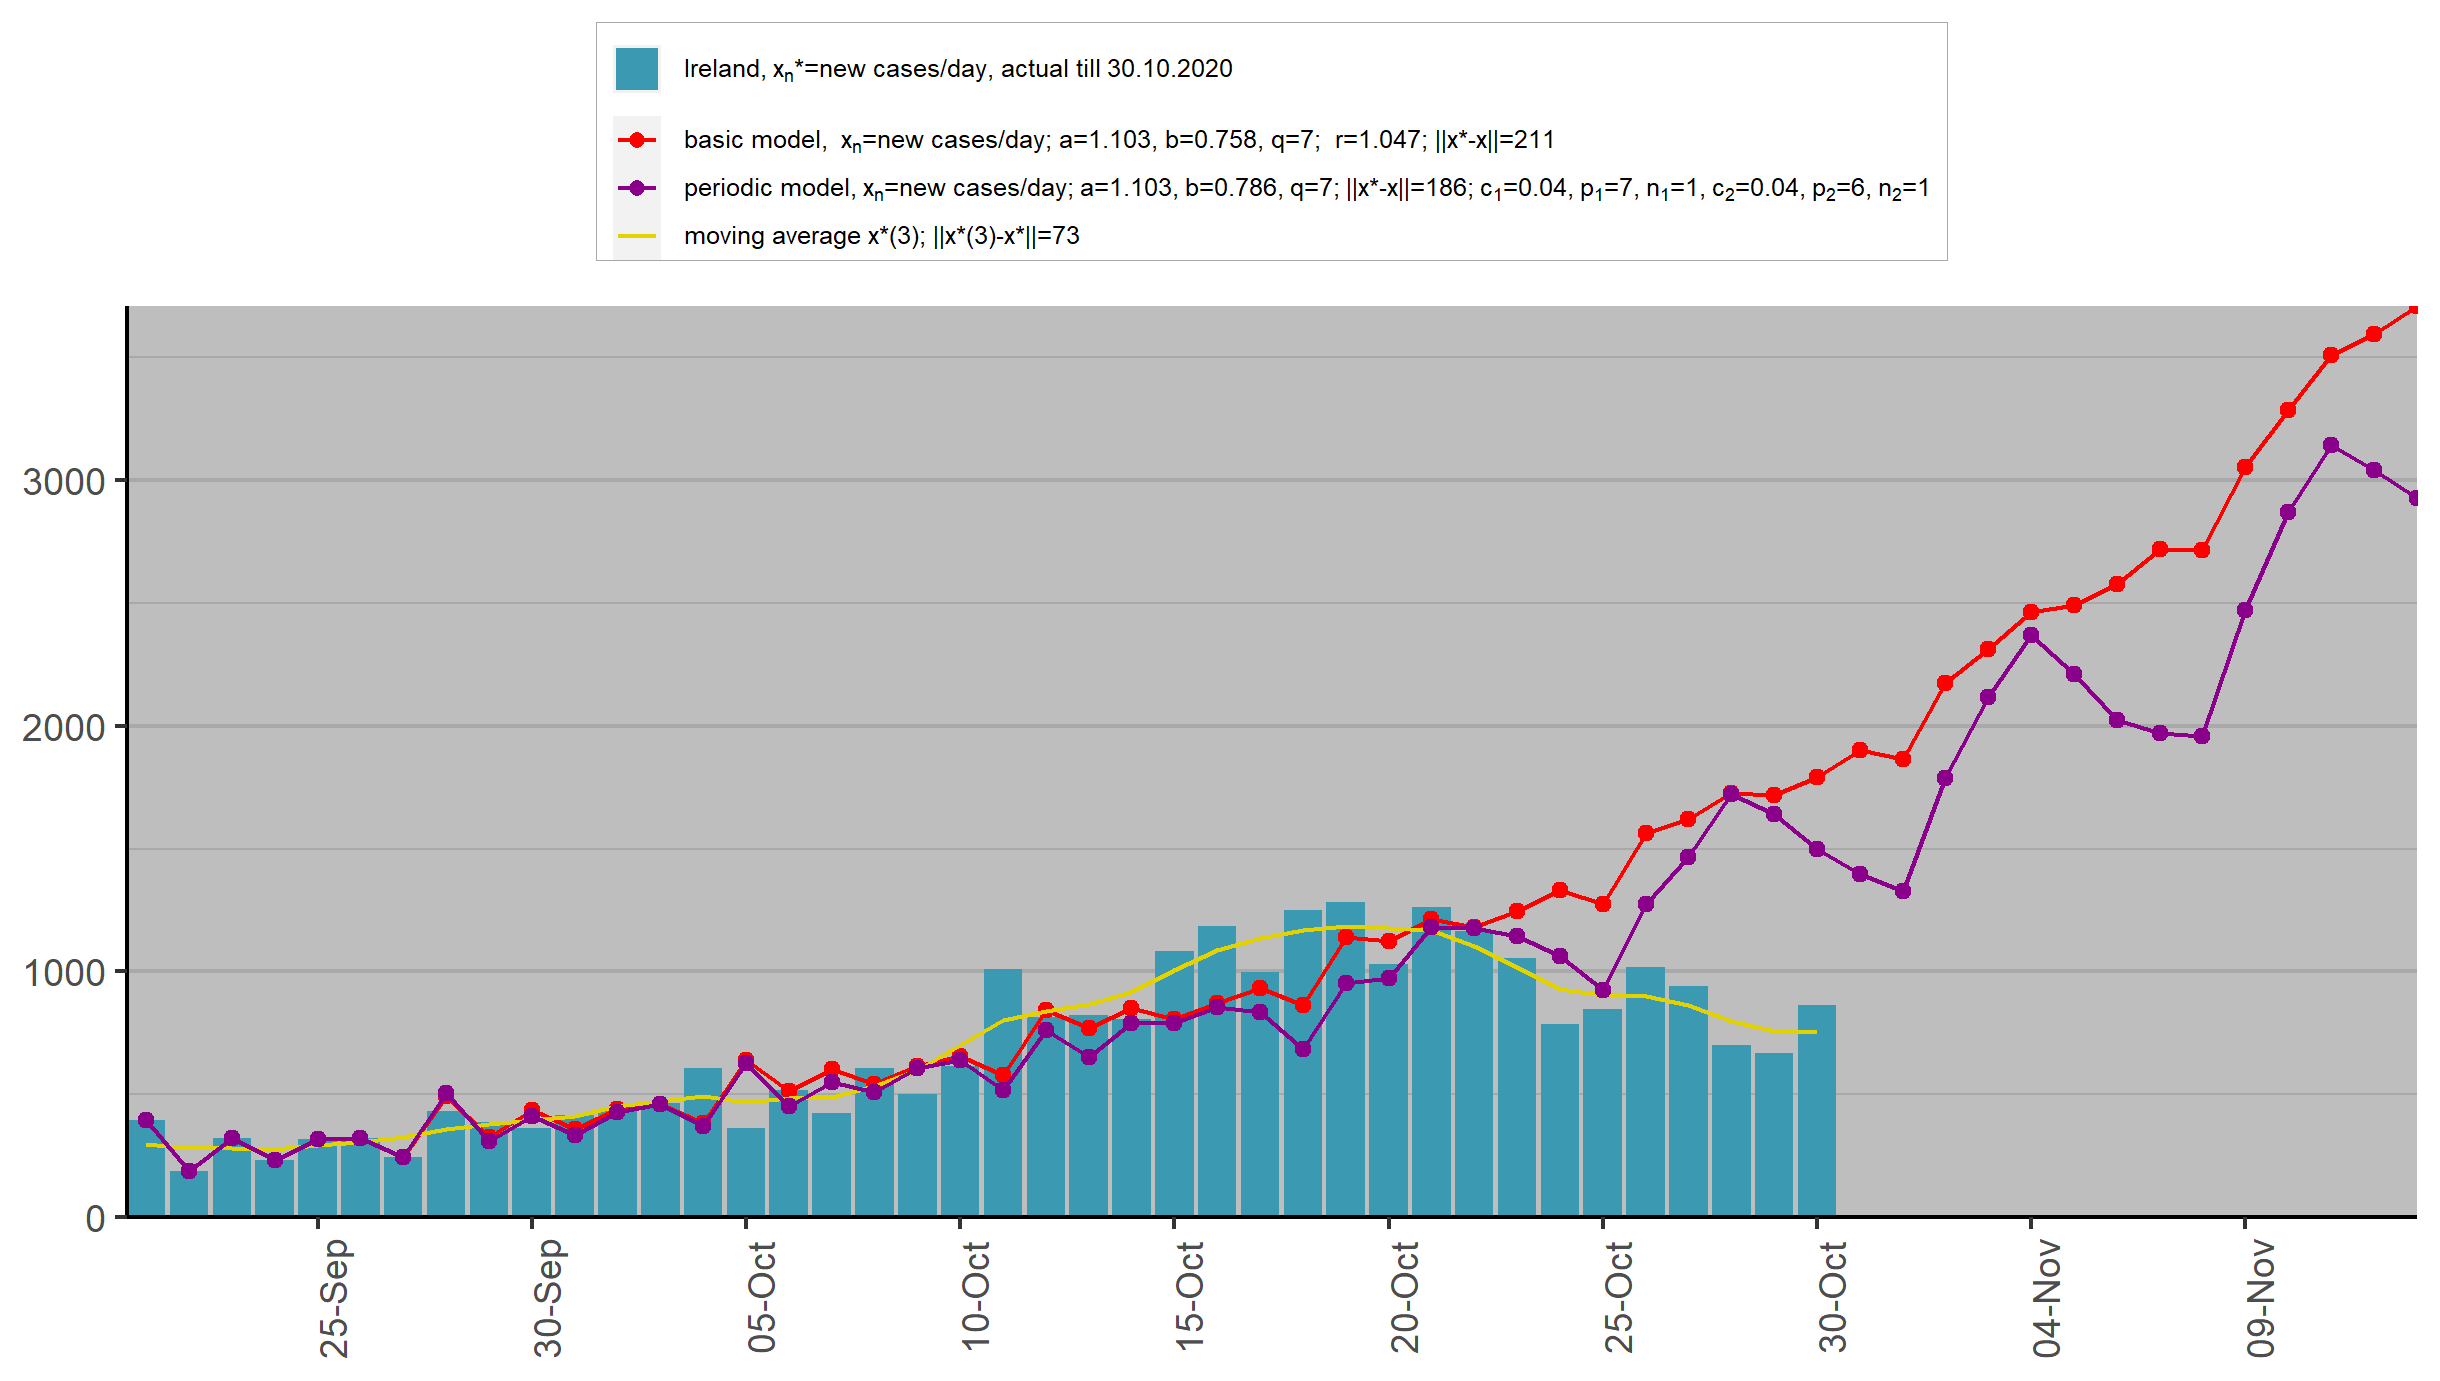 Ireland, xn*=new cases/day, actual till 30.10.2020
basic model,  xn=new cases/day; a=1.103, b=0.758, q=7;  r=1.047; ||x*-x||=211
periodic model, xn=new cases/day; a=1.103, b=0.786, q=7; ||x*-x||=186; c1=0.04, p1=7, n1=1, c2=0.04, p2=6, n2=1
moving average x*(3); ||x*(3)-x*||=73
3000
2000
1000
0
25-Sep
30-Sep
05-Oct
10-Oct
15-Oct
20-Oct
25-Oct
30-Oct
04-Nov
09-Nov